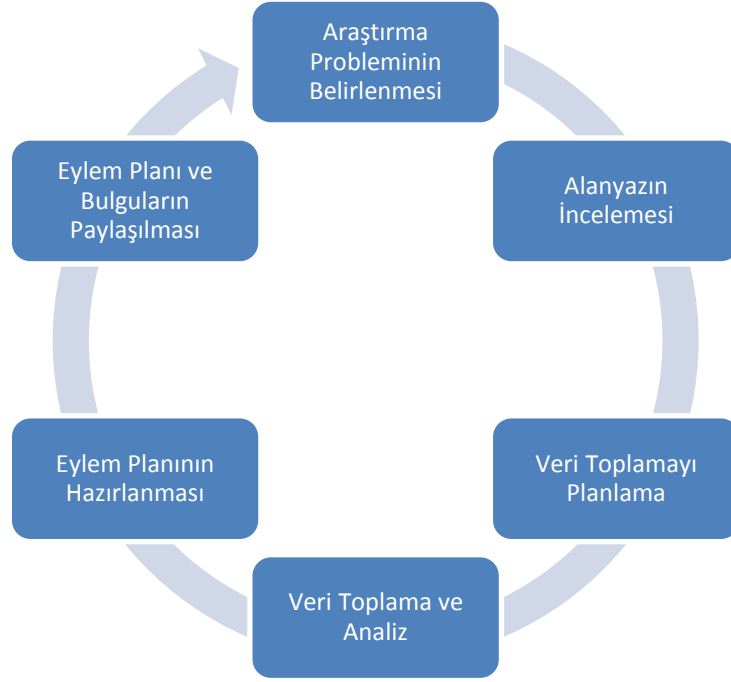 Araştırma
Probleminin
Belirlenmesi
Alanyazın
İncelemesi
Veri Toplamayı
Planlama
Veri Toplama ve
Analiz
Eylem Planının
Hazırlanması
Eylem Planı ve
Bulguların
Paylaşılması